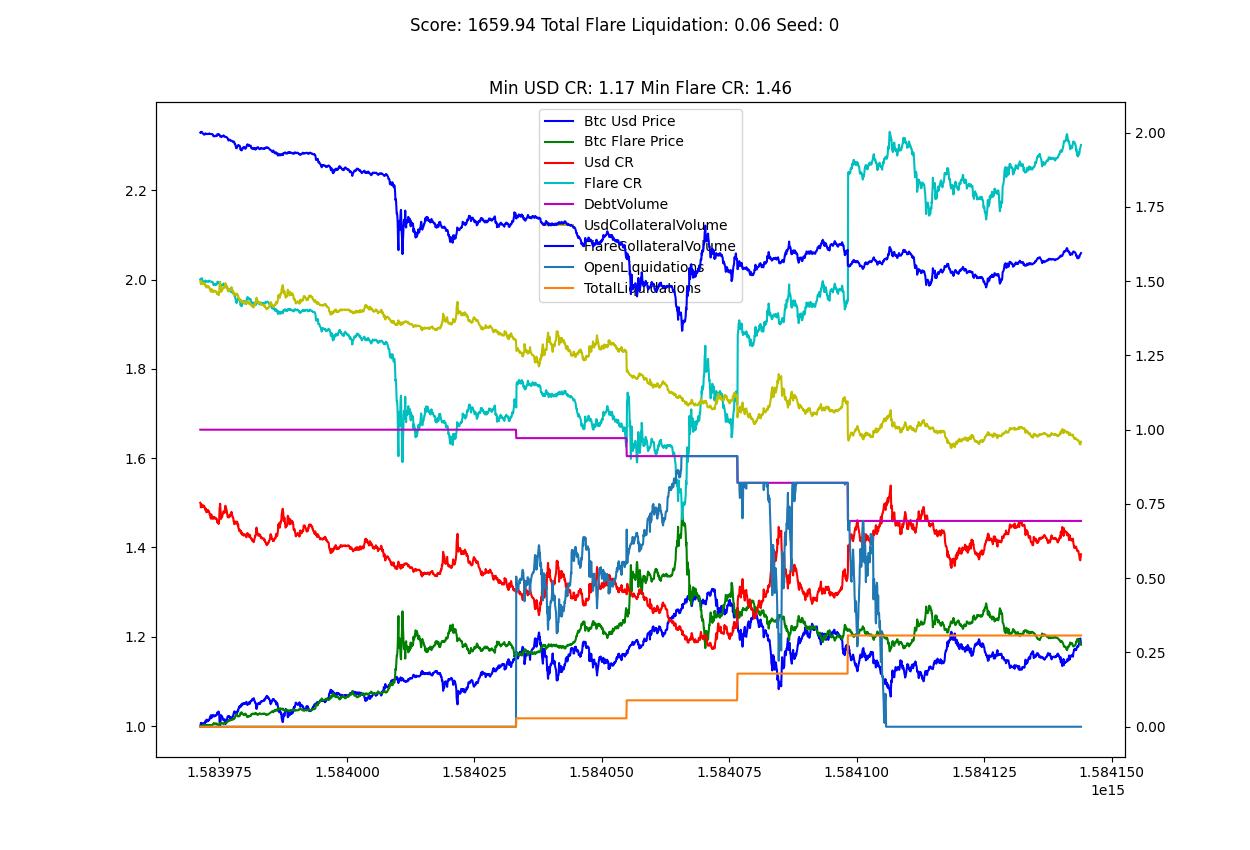 Score: 1659.94 Total Flare Liquidation: 0.06 Seed: 0
Min USD CR: 1.17 Min Flare CR: 1.46
Btc Usd Price
Btc Flare Price
Usd CR
Flare CR
DebtVolume
UsdCollateralVolume
FlareCollateralVolume
OpenLiquidations
TotalLiquidations
2.2
2.0
1.8
1.6
1.4
1.2
1.0
2.00
1.75
1.50
1.25
1.00
0.75
0.50
0.25
0.00
1.583975 1.584000 1.584025 1.584050 1.584075 1.584100 1.584125 1.584150
1e15